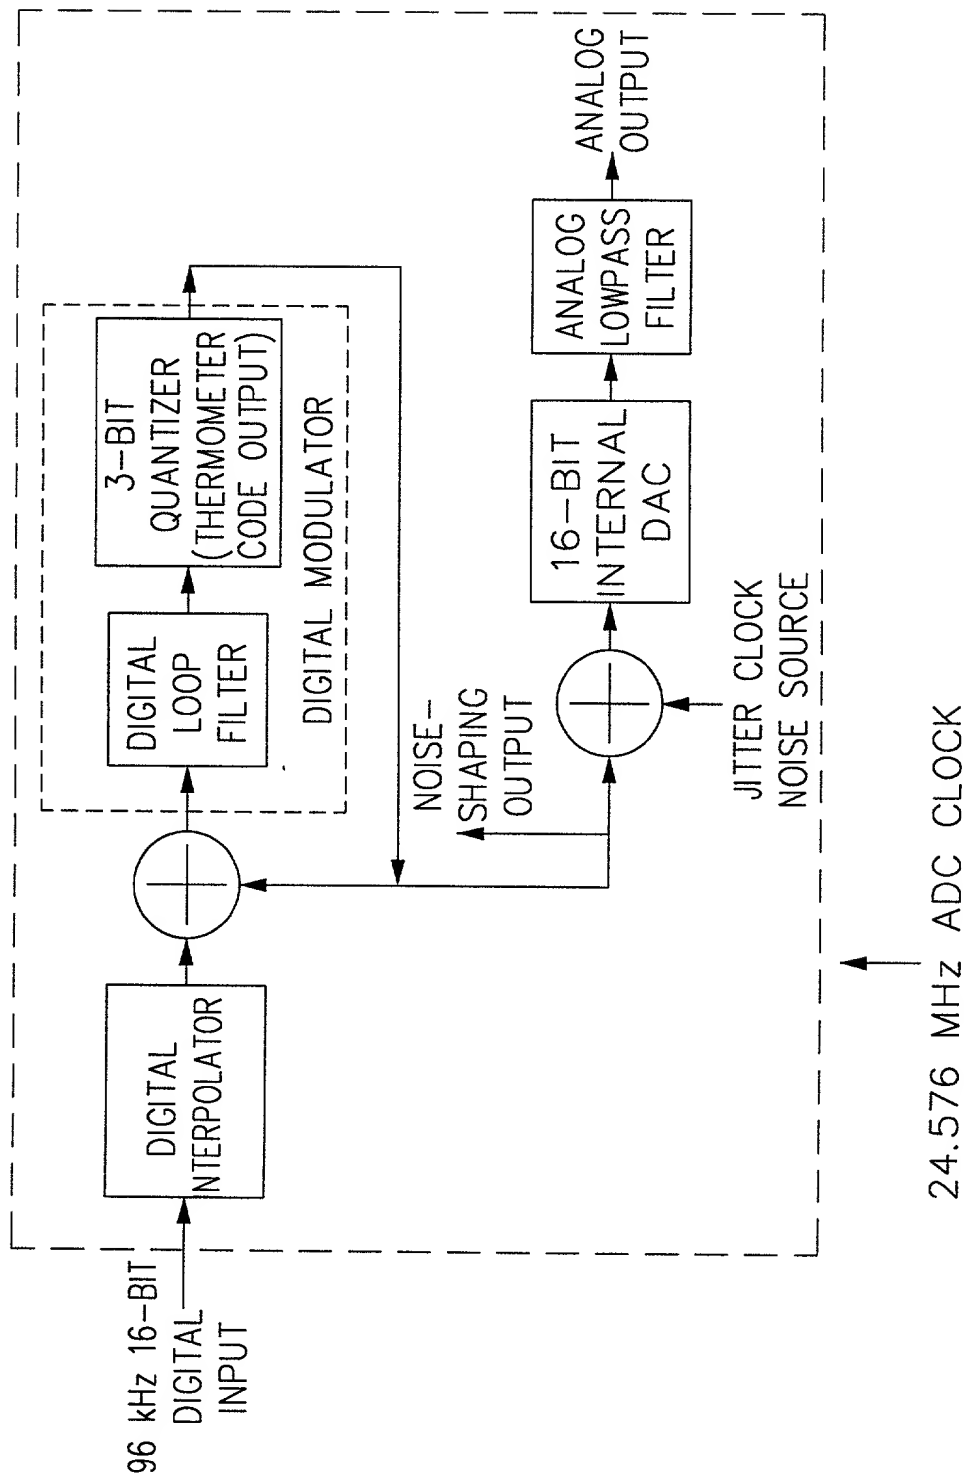 96 kHz 16-BIT
DIGITAL
INPUT
DIGITAL
NTERPOLATOR
DIGITAL
LOOP
FILTER
3-BIT
QUANTIZER
(THERMOMETER
CODE OUTPUT)
DIGITAL MODULATOR
NOISE-
SHAPING
OUTPUT
JITTER CLOCK
NOISE SOURCE
16-BIT
INTERNAL
DAC
ANALOG
LOWPASS
FILTER
ANALOG
OUTPUT
24.576 MHz ADC CLOCK